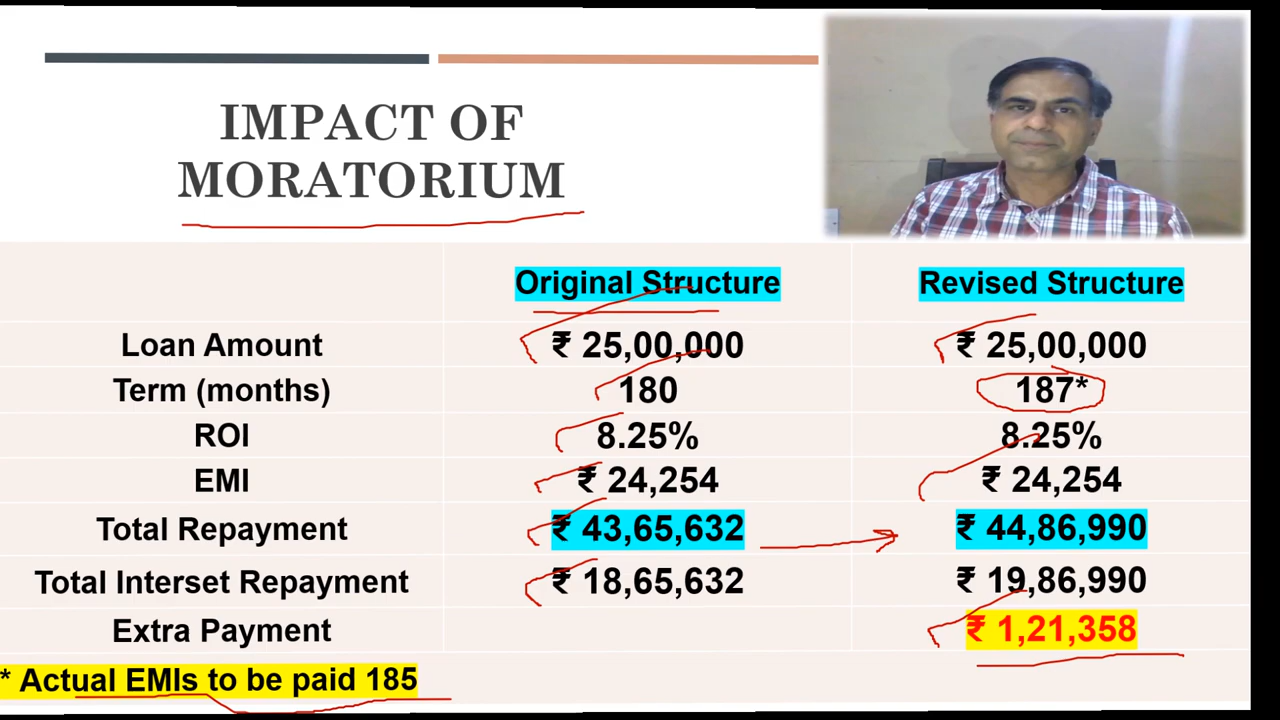 IMPACT OF
MORATORIUM
Original Structure Revised Structure
Loan Amount ₹ 25,00,000 ₹ 25,00,000
Term (months) 180 187*
ROI 8.25% 8.25%
EMI ₹ 24,254 ₹ 24,254
Total Repayment ₹ 43,65,632 ₹ 44,86,990
Total Interset Repayment ₹ 18,65,632 ₹ 19,86,990
Extra Payment ₹ 1,21,358
* Actual EMIs to be paid 185